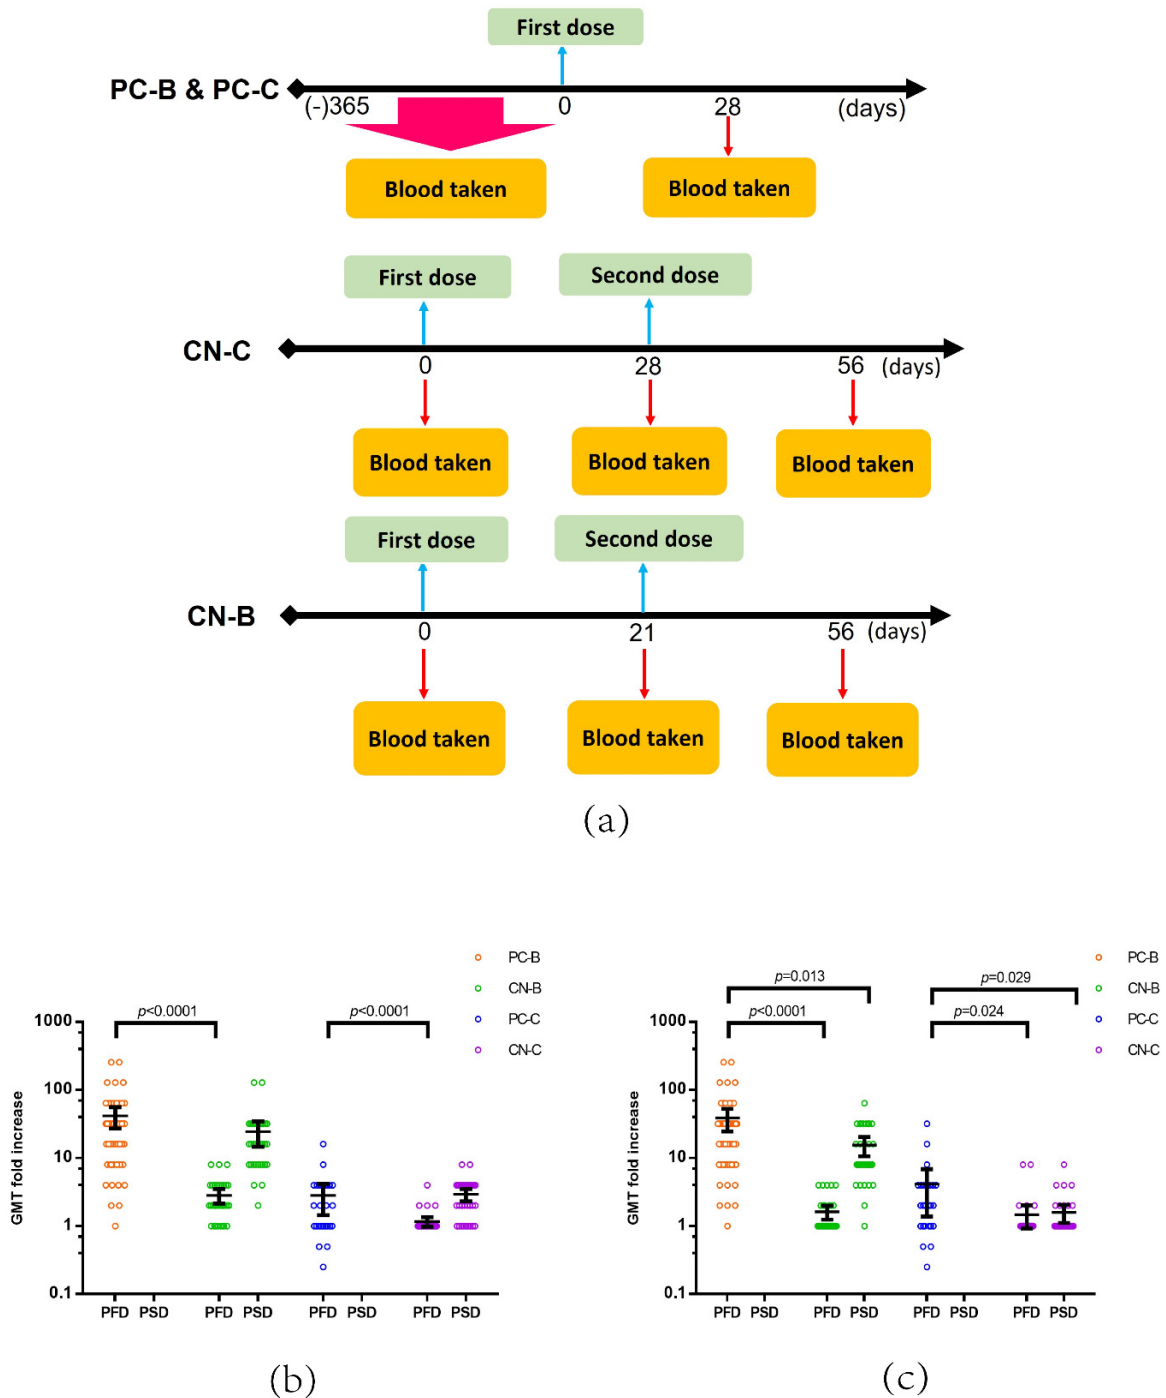 First dose
PC-B & PC-C
(-)365 0 28 (days)
Blood taken Blood taken
First dose Second dose
CN-C
0 28 56 (days)
Blood taken Blood taken Blood taken
First dose Second dose
CN-B
0 21 56 (days)
Blood taken Blood taken Blood taken
(a)
PC-B
CN-B
PC-C
CN-C
p<0.0001 p<0.0001
GMT fold increase
1000
100
10
1
0.1
PFD PSD PFD PSD PFD PSD PFD PSD
(b)
PC-B
CN-B
PC-C
CN-C
p=0.013 p=0.029
p<0.0001 p=0.024
GMT fold increase
1000
100
10
1
0.1
PFD PSD PFD PSD PFD PSD PFD PSD
(c)